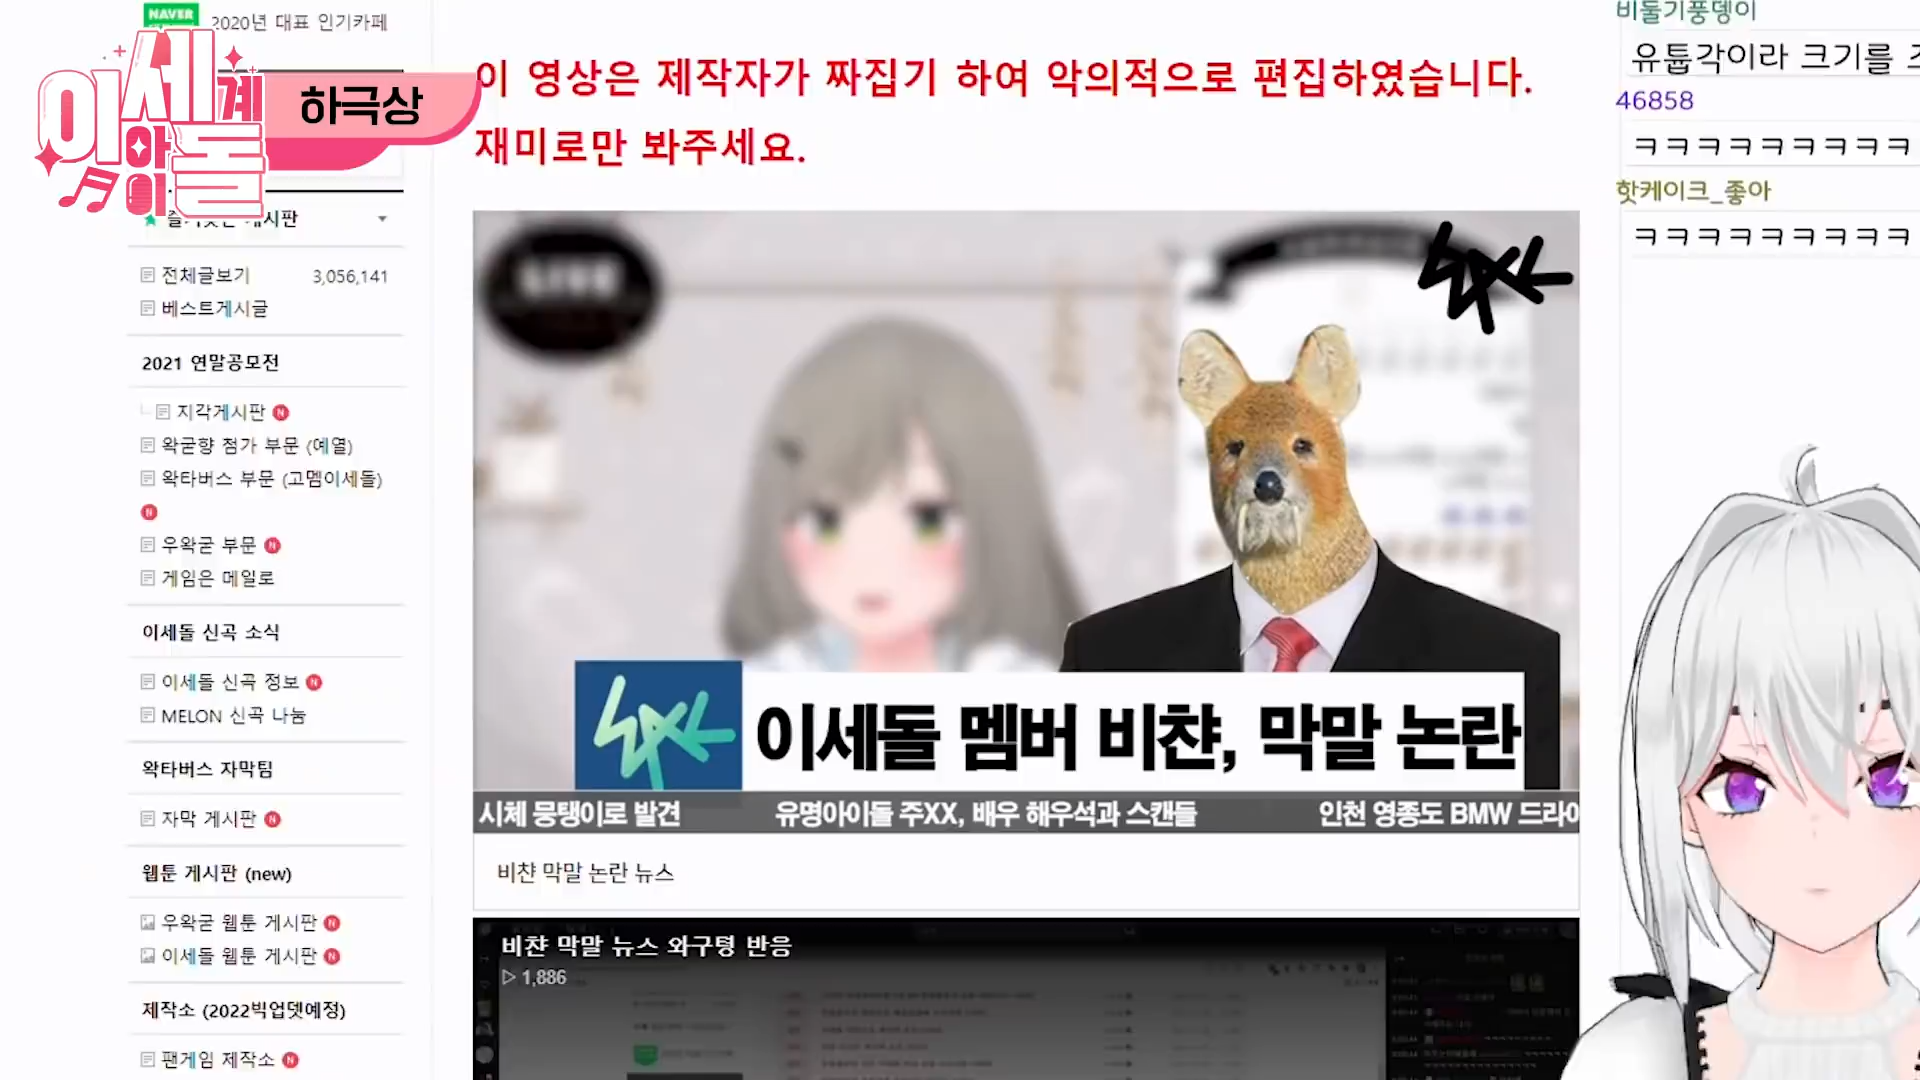 NAVER
2020년 대표 인기카페
이세계
아이돌
하극상
전체글보기 3,056,141
베스트게시글
2021 연말공모전
지각게시판
왁굳향 첨가 부문 (예열)
왁타버스 부문 (고멤이세돌)
우왁굳 부문
게임은 메일로
이세돌 신곡 소식
이세돌 신곡 정보
MELON 신곡 나눔
왁타버스 자막팀
자막 게시판
웹툰 게시판 (new)
우왁굳 웹툰 게시판
이세돌 웹툰 게시판
제작소 (2022빅업뎃예정)
팬게임 제작소
이 영상은 제작자가 짜집기 하여 악의적으로 편집하였습니다.
재미로만 봐주세요.
이세돌 멤버 비챤, 막말 논란
시체 뭉탱이로 발견 유명아이돌 주XX, 배우 해우석과 스캔들 인천 영종도 BMW 드라이
비챤 막말 논란 뉴스
비챤 막말 뉴스 와구텽 반응
1,886
비둘기풍뎅이
유튭각이라 크기를
46858
ㅋㅋㅋㅋㅋㅋㅋㅋㅋ
핫케이크_좋아
ㅋㅋㅋㅋㅋㅋㅋㅋㅋ